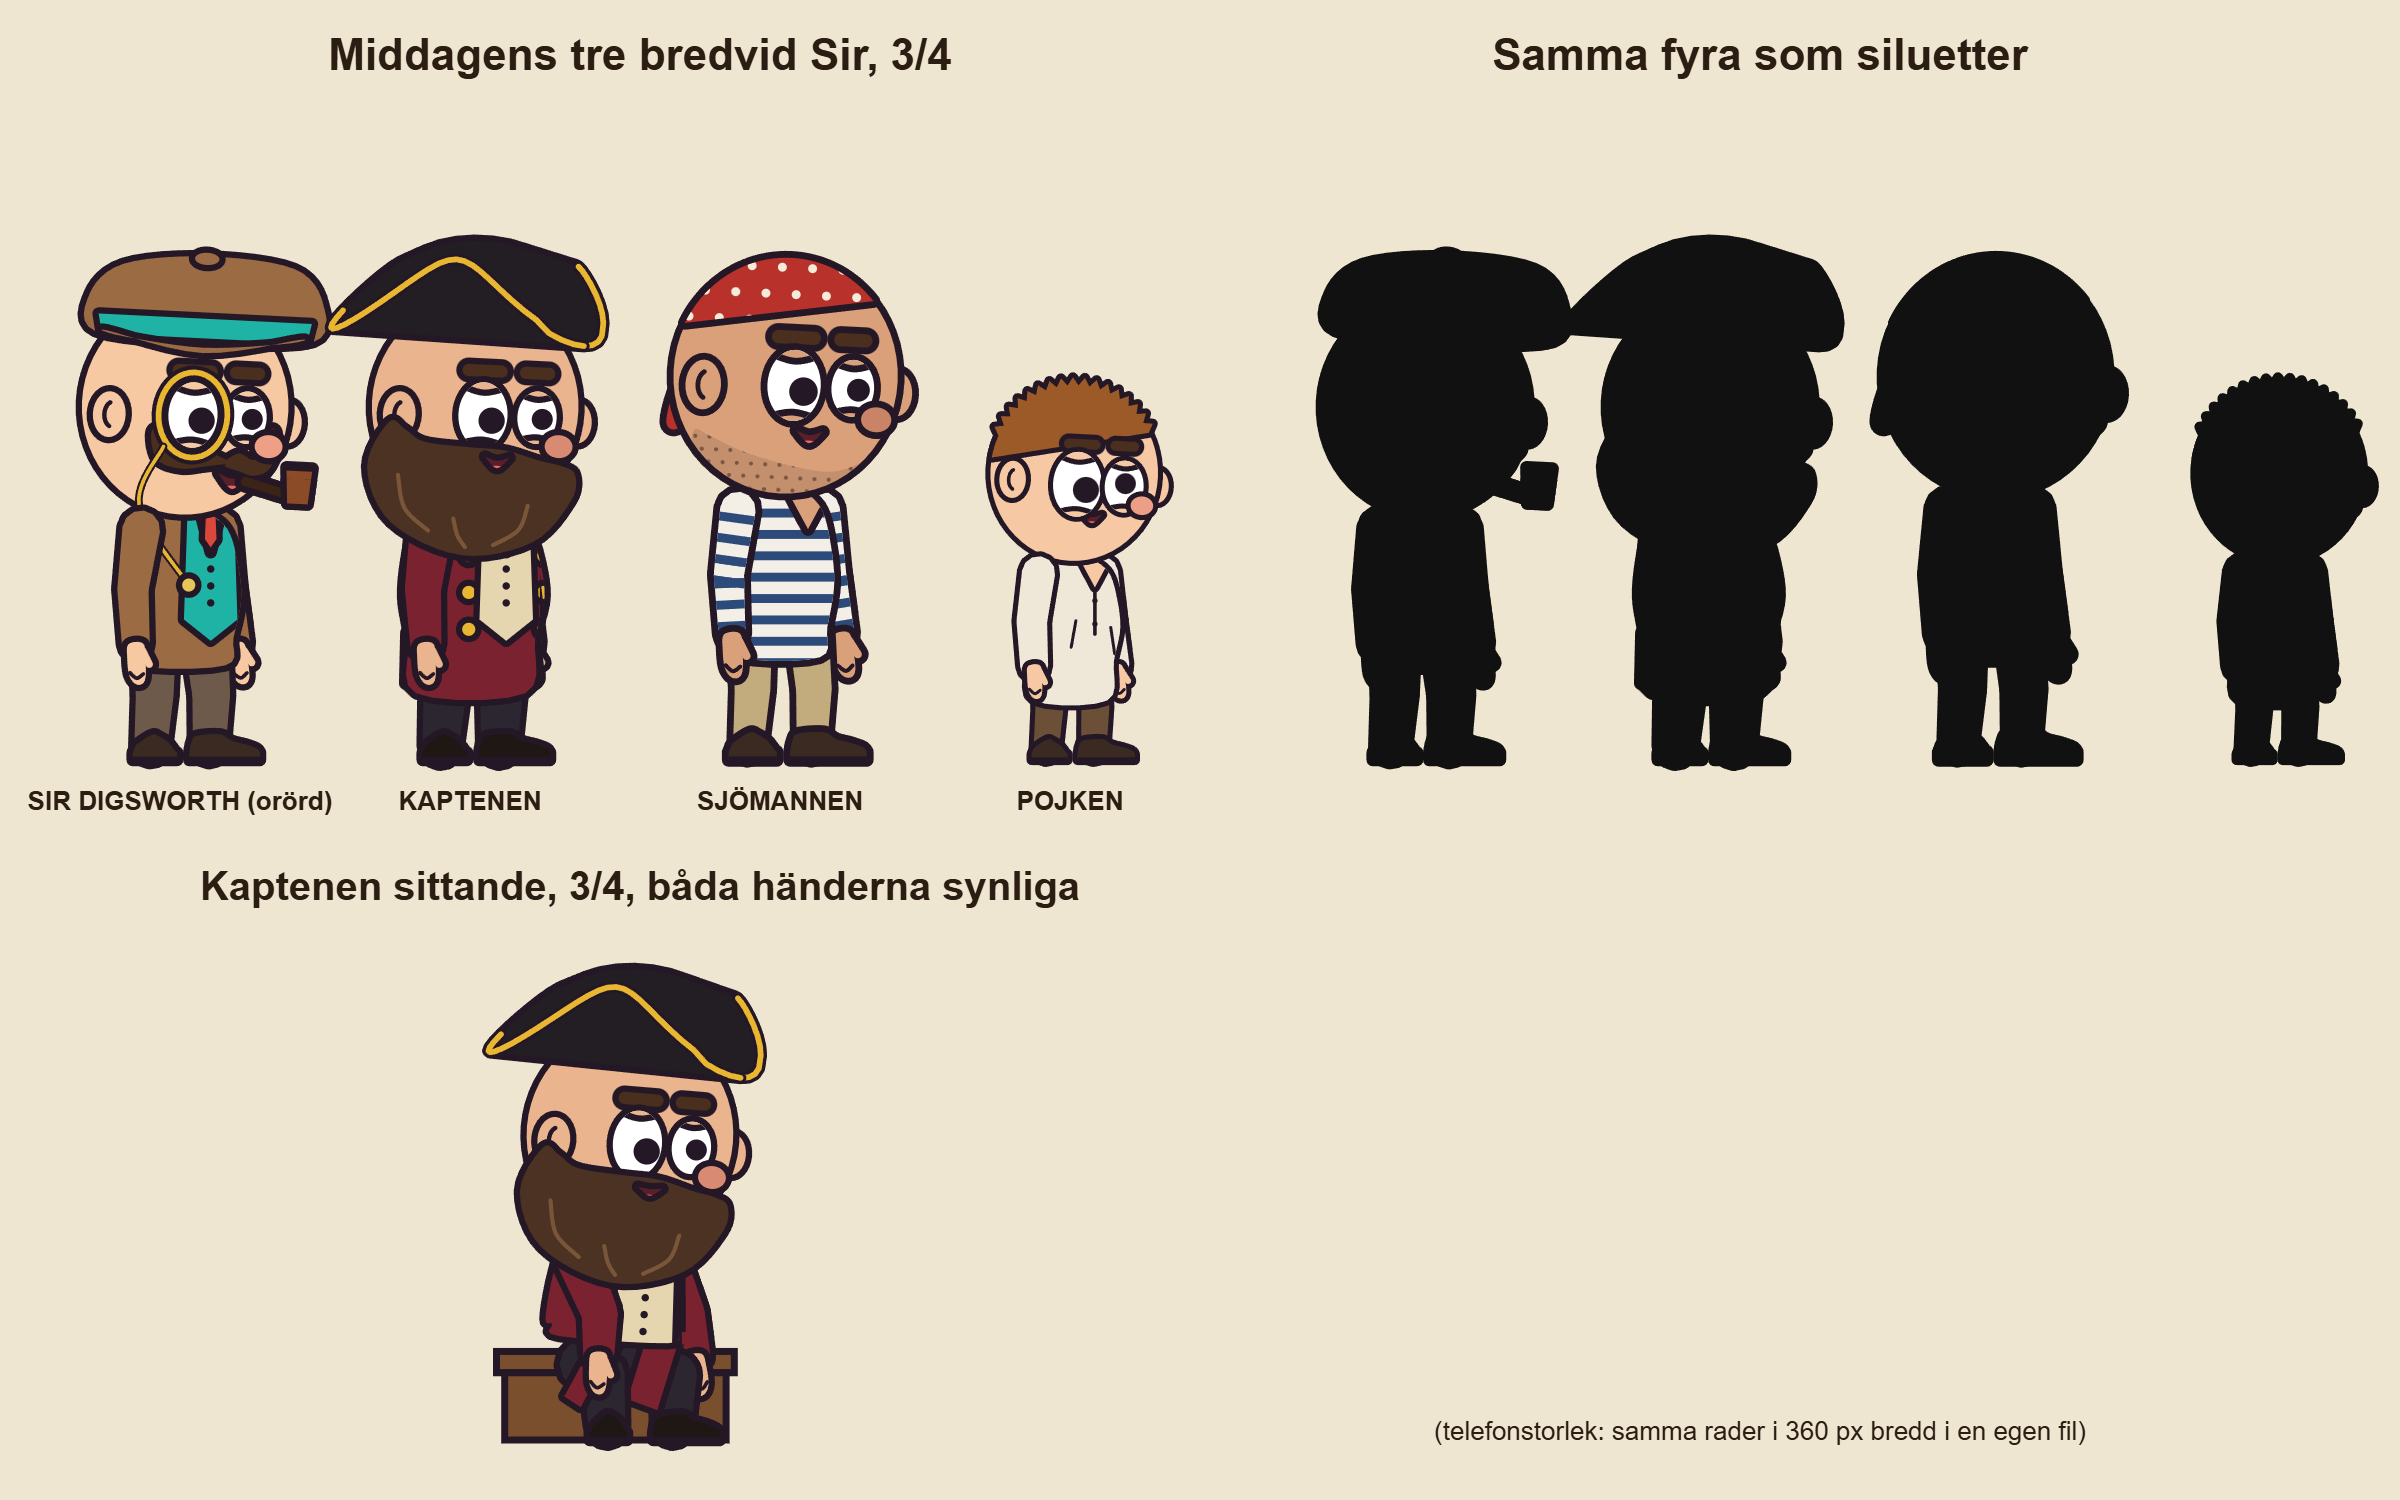 Middagens tre bredvid Sir, 3/4
Samma fyra som siluetter
SIR DIGSWORTH (orörd)
KAPTENEN
SJÖMANNEN
POJKEN
Kaptenen sittande, 3/4, båda händerna synliga
(telefonstorlek: samma rader i 360 px bredd i en egen fil)